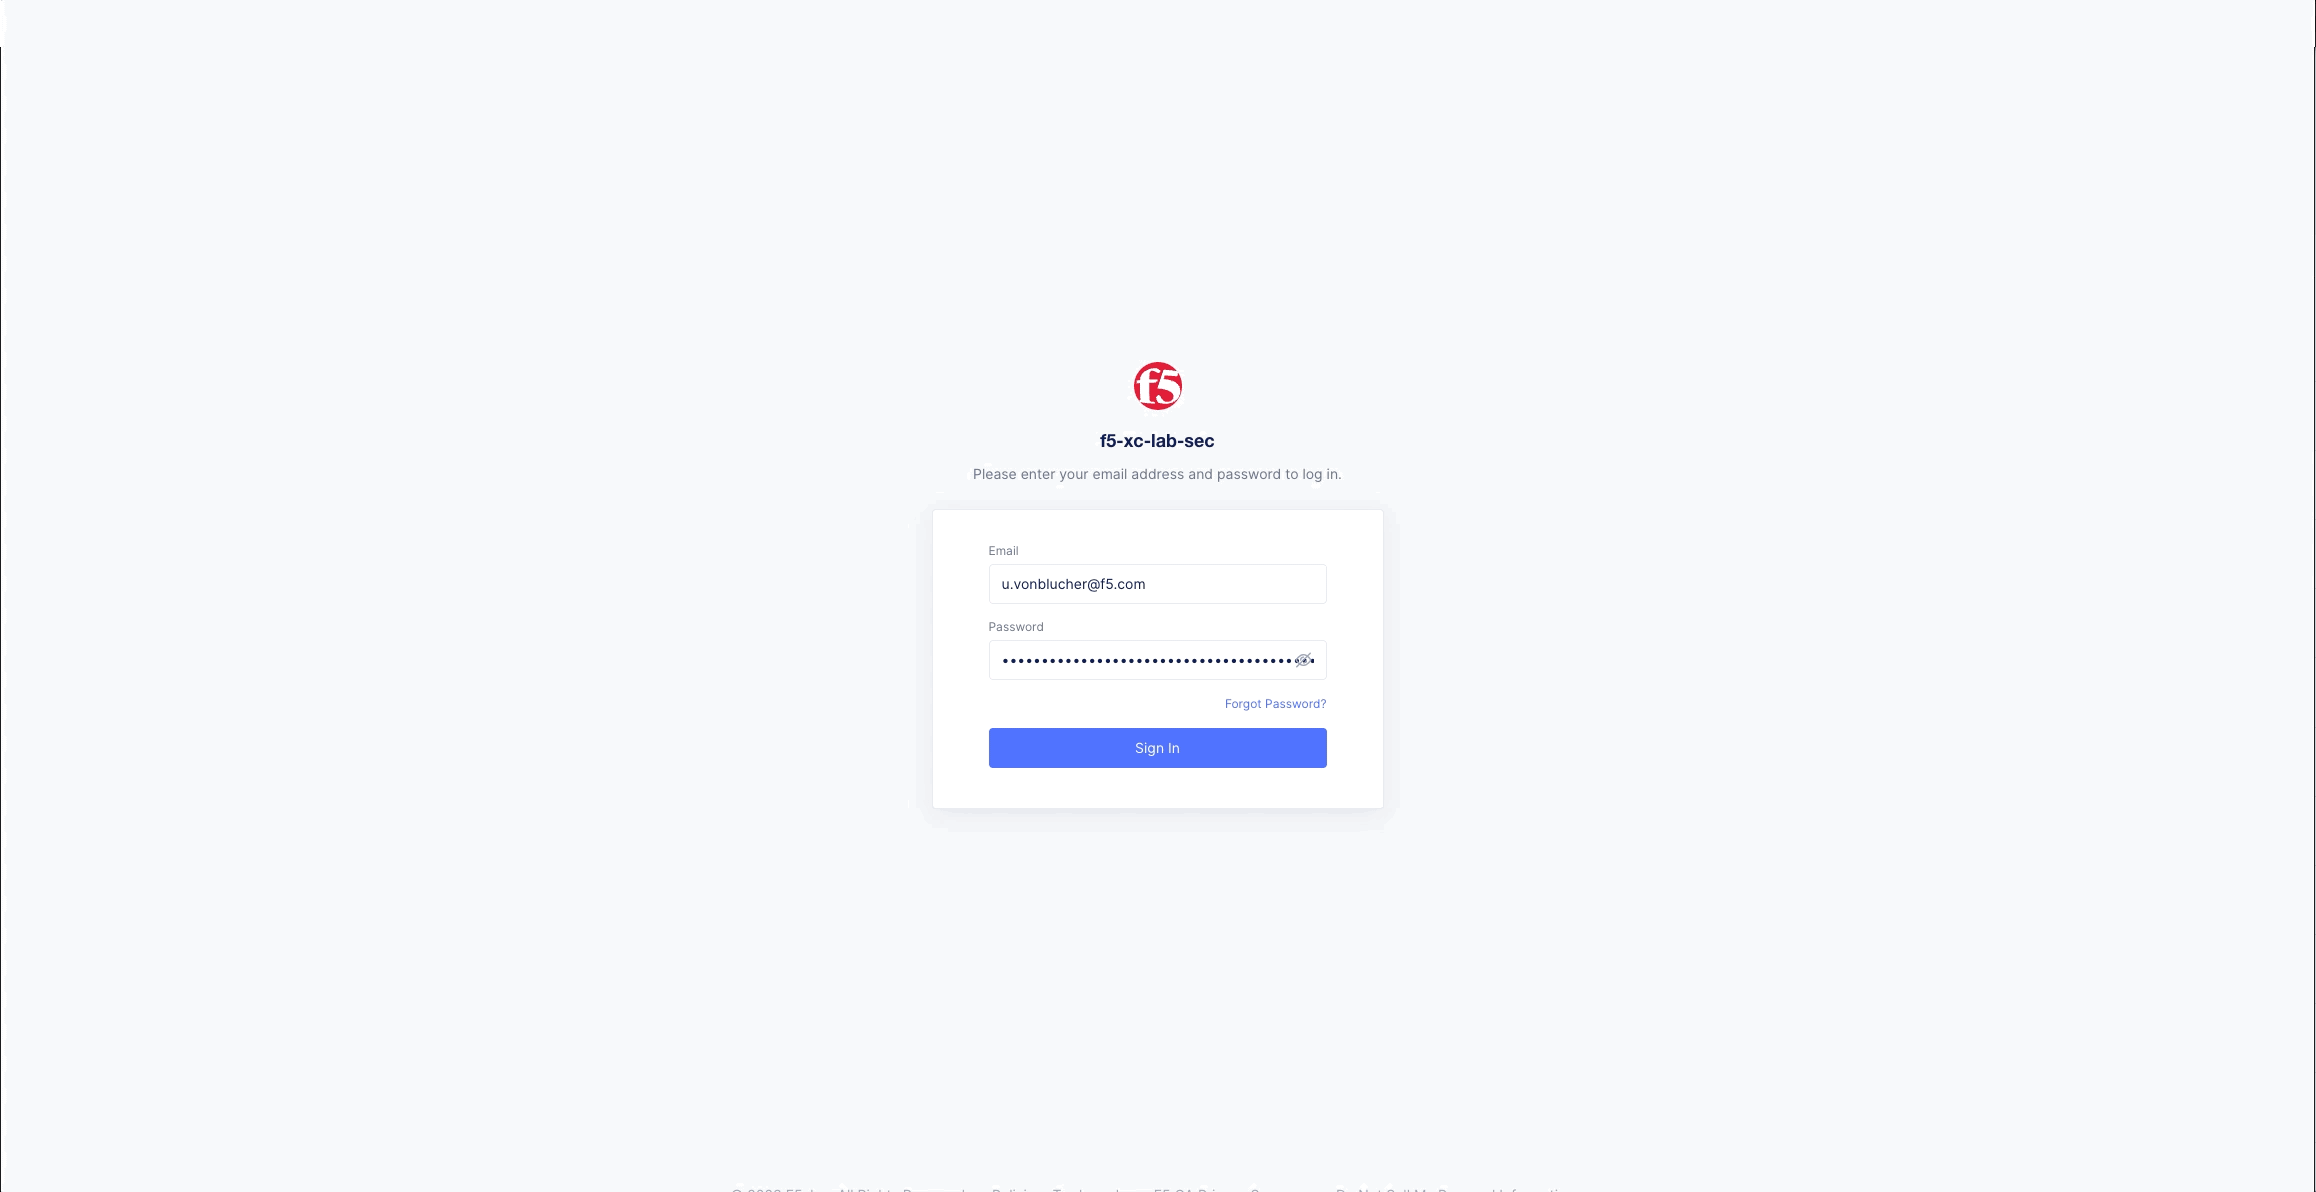 f5
f5-xc-lab-sec
Please enter your email address and password to log in.
Email
u.vonblucher@f5.com
Password
Forgot Password?
Sign In